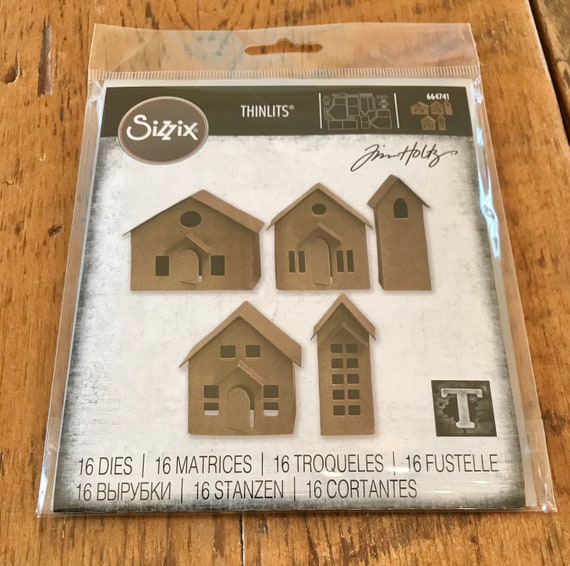 Sizzix
THINLITS®
664741
Tim Holtz
T
16 DIES | 16 MATRICES | 16 TROQUELES | 16 FUSTELLE
16 ВЫРУБКИ | 16 STANZEN | 16 CORTANTES